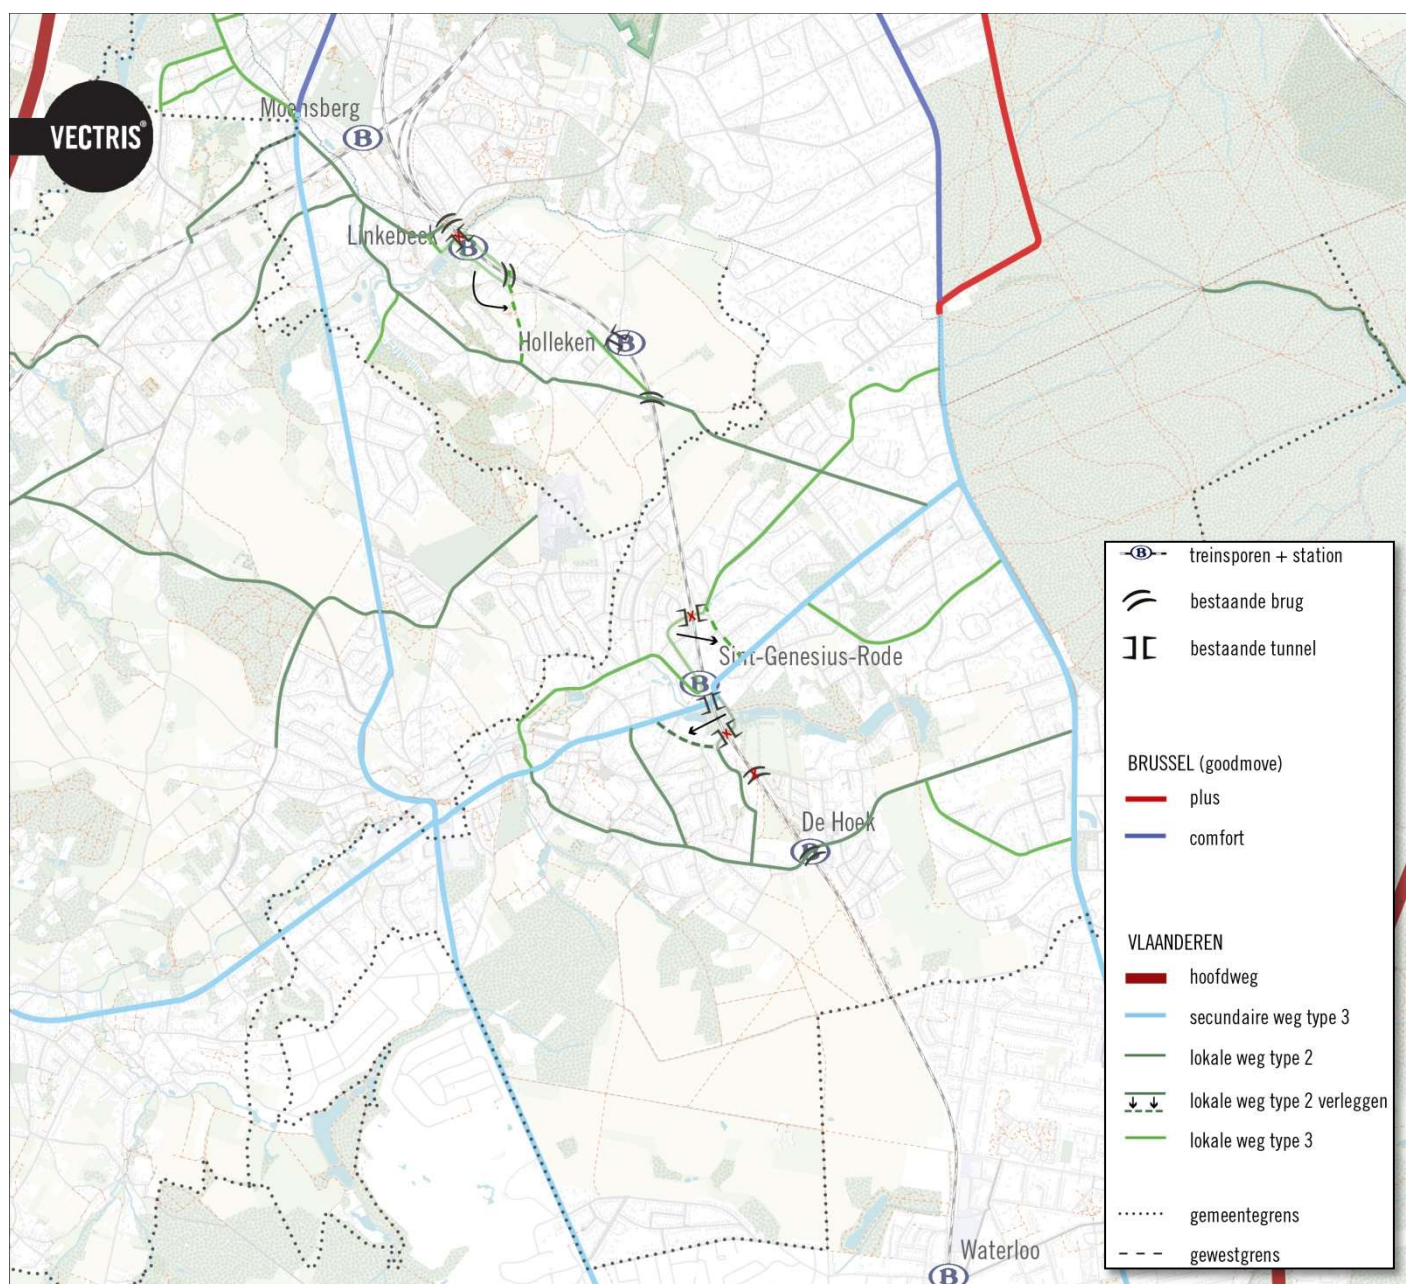 Moensberg
B
VECTRIS®
Linkebeek
B
Holleken
B
Sint-Genesius-Rode
B
De Hoek
B
Waterloo
B
B treinsporen + station
bestaande brug
bestaande tunnel
BRUSSEL (goodmove)
plus
comfort
VLAANDEREN
hoofdweg
secundaire weg type 3
lokale weg type 2
lokale weg type 2 verleggen
lokale weg type 3
gemeentegrens
gewestgrens